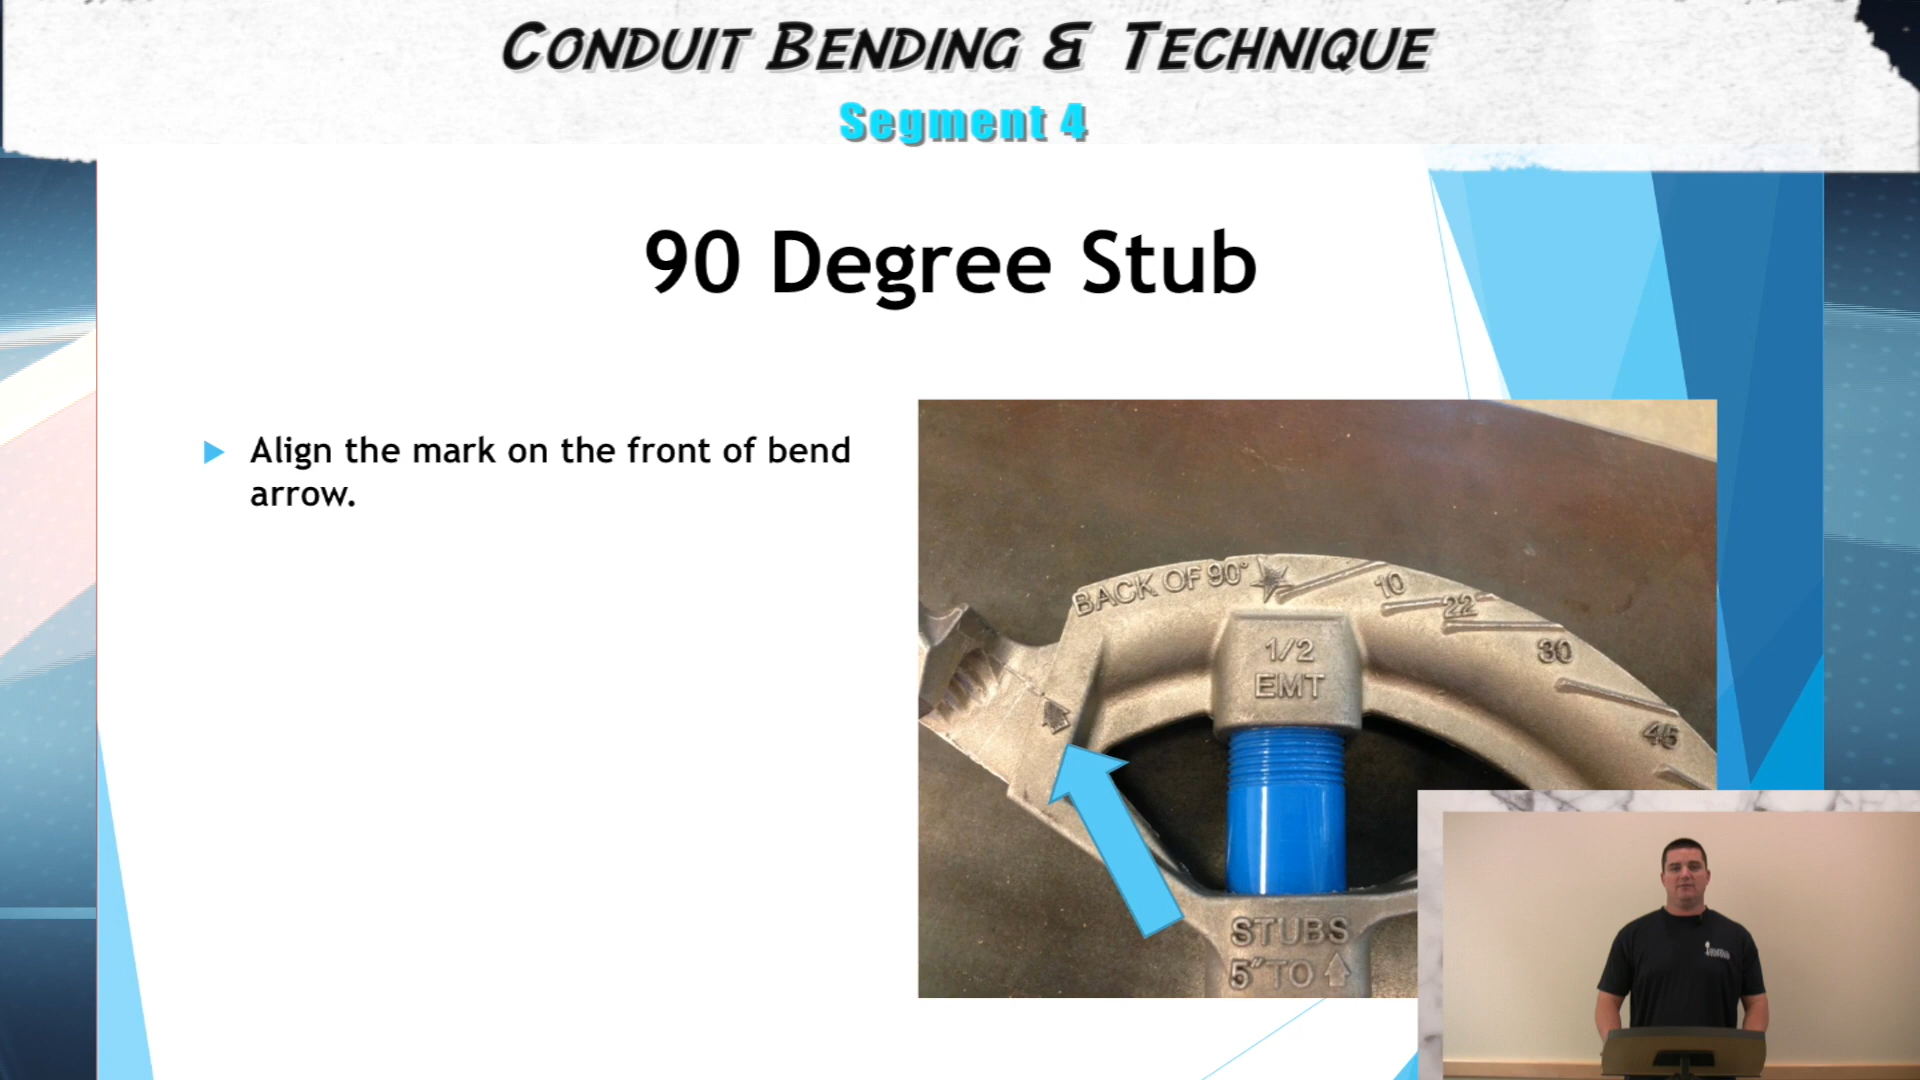 CONDUIT BENDING & TECHNIQUE
Segment 4
90 Degree Stub
Align the mark on the front of bend
arrow.
BACK OF 90°
10
22
30
45
1/2
EMT
STUBS
5" TO